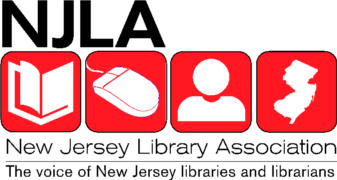 NJLA
New Jersey Library Association
The voice of New Jersey libraries and librarians